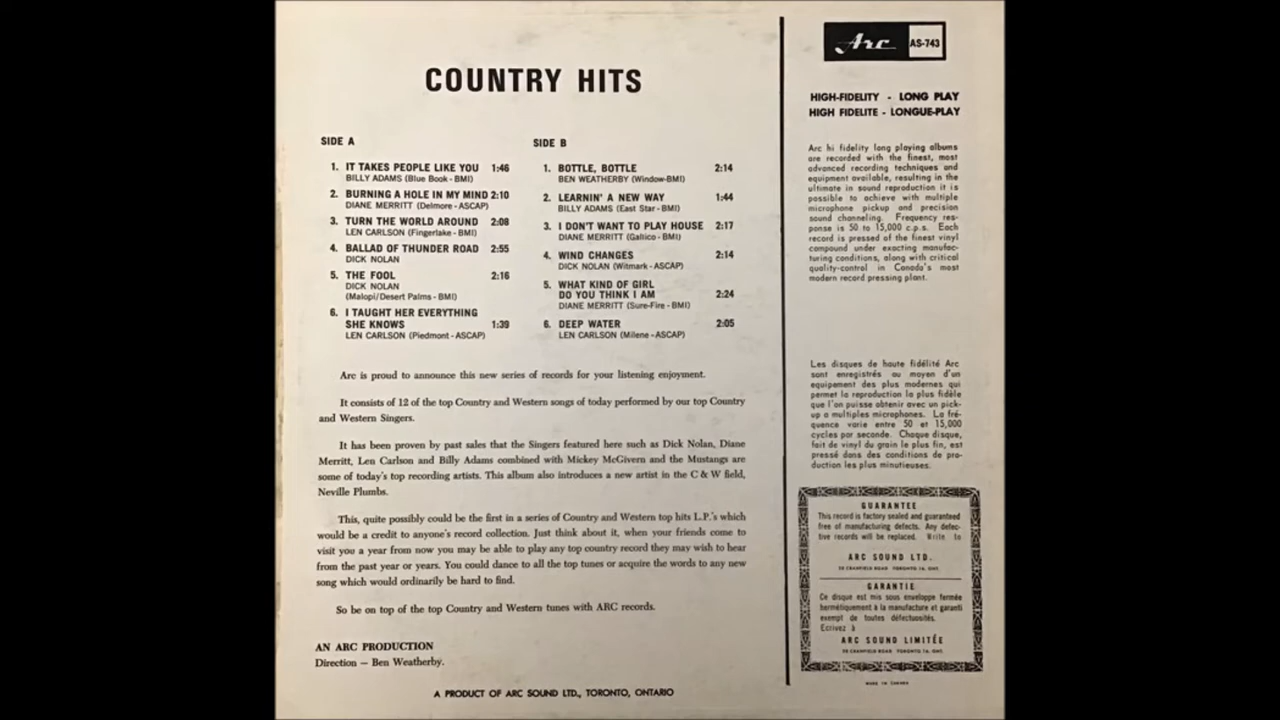 COUNTRY HITS
SIDE A
1. IT TAKES PEOPLE LIKE YOU 1:46
BILLY ADAMS (Blue Book - BMI)
2. BURNING A HOLE IN MY MIND 2:10
DIANE MERRITT (Delmore - ASCAP)
3. TURN THE WORLD AROUND 2:08
LEN CARLSON (Fingerlake - BMI)
4. BALLAD OF THUNDER ROAD 2:55
DICK NOLAN
5. THE FOOL 2:16
DICK NOLAN
(Malopi/Desert Palms - BMI)
6. I TAUGHT HER EVERYTHING
SHE KNOWS 1:39
LEN CARLSON (Piedmont - ASCAP)
SIDE B
1. BOTTLE, BOTTLE 2:14
BEN WEATHERBY (Window-BMI)
2. LEARNIN' A NEW WAY 1:44
BILLY ADAMS (East Star - BMI)
3. I DON'T WANT TO PLAY HOUSE 2:17
DIANE MERRITT (Gallico - BMI)
4. WIND CHANGES 2:14
DICK NOLAN (Witmark - ASCAP)
5. WHAT KIND OF GIRL
DO YOU THINK I AM 2:24
DIANE MERRITT (Sure-Fire - BMI)
6. DEEP WATER 2:05
LEN CARLSON (Milene - ASCAP)
Arc is proud to announce this new series of records for your listening enjoyment.
It consists of 12 of the top Country and Western songs of today performed by our top Country
and Western Singers.
It has been proven by past sales that the Singers featured here such as Dick Nolan, Diane
Merritt, Len Carlson and Billy Adams combined with Mickey McGivern and the Mustangs are
some of today's top recording artists. This album also introduces a new artist in the C & W field,
Neville Plumbs.
This, quite possibly could be the first in a series of Country and Western top hits L.P.'s which
would be a credit to anyone's record collection. Just think about it, when your friends come to
visit you a year from now you may be able to play any top country record they may wish to hear
from the past year or years. You could dance to all the top tunes or acquire the words to any new
song which would ordinarily be hard to find.
So be on top of the top Country and Western tunes with ARC records.
AN ARC PRODUCTION
Direction — Ben Weatherby.
A PRODUCT OF ARC SOUND LTD., TORONTO, ONTARIO
Arc AS-743
HIGH-FIDELITY - LONG PLAY
HIGH FIDELITE - LONGUE-PLAY
Arc hi fidelity long playing albums
are recorded with the finest, most
advanced recording techniques and
equipment available, resulting in the
ultimate in sound reproduction it is
possible to achieve with multiple
microphone pickup and precision
sound channeling. Frequency res-
ponse is 50 to 15,000 c.p.s. Each
record is pressed of the finest vinyl
compound under exacting manufac-
turing conditions, along with critical
quality-control in Canada's most
modern record pressing plant.
Les disques de haute fidélité Arc
sont enregistrés au moyen d'un
equipement des plus modernes qui
permet la reproduction la plus fidèle
que l'on puisse obtenir avec un pick-
up a multiples microphones. La fré-
quence varie entre 50 et 15,000
cycles par seconde. Chaque disque,
fait de vinyl du grain le plus fin, est
pressé dans des conditions de pro-
duction les plus minutieuses.
GUARANTEE
This record is factory sealed and guaranteed
free of manufacturing defects. Any defec-
tive records will be replaced. Write to
ARC SOUND LTD.
20 CRANFIELD ROAD TORONTO 16, ONT.
GARANTIE
Ce disque est mis sous enveloppe fermée
hermétiquement à la manufacture et garanti
exempt de toutes défectuosités.
Ecrivez à
ARC SOUND LIMITÉE
20 CRANFIELD ROAD TORONTO 16, ONT.
MADE IN CANADA